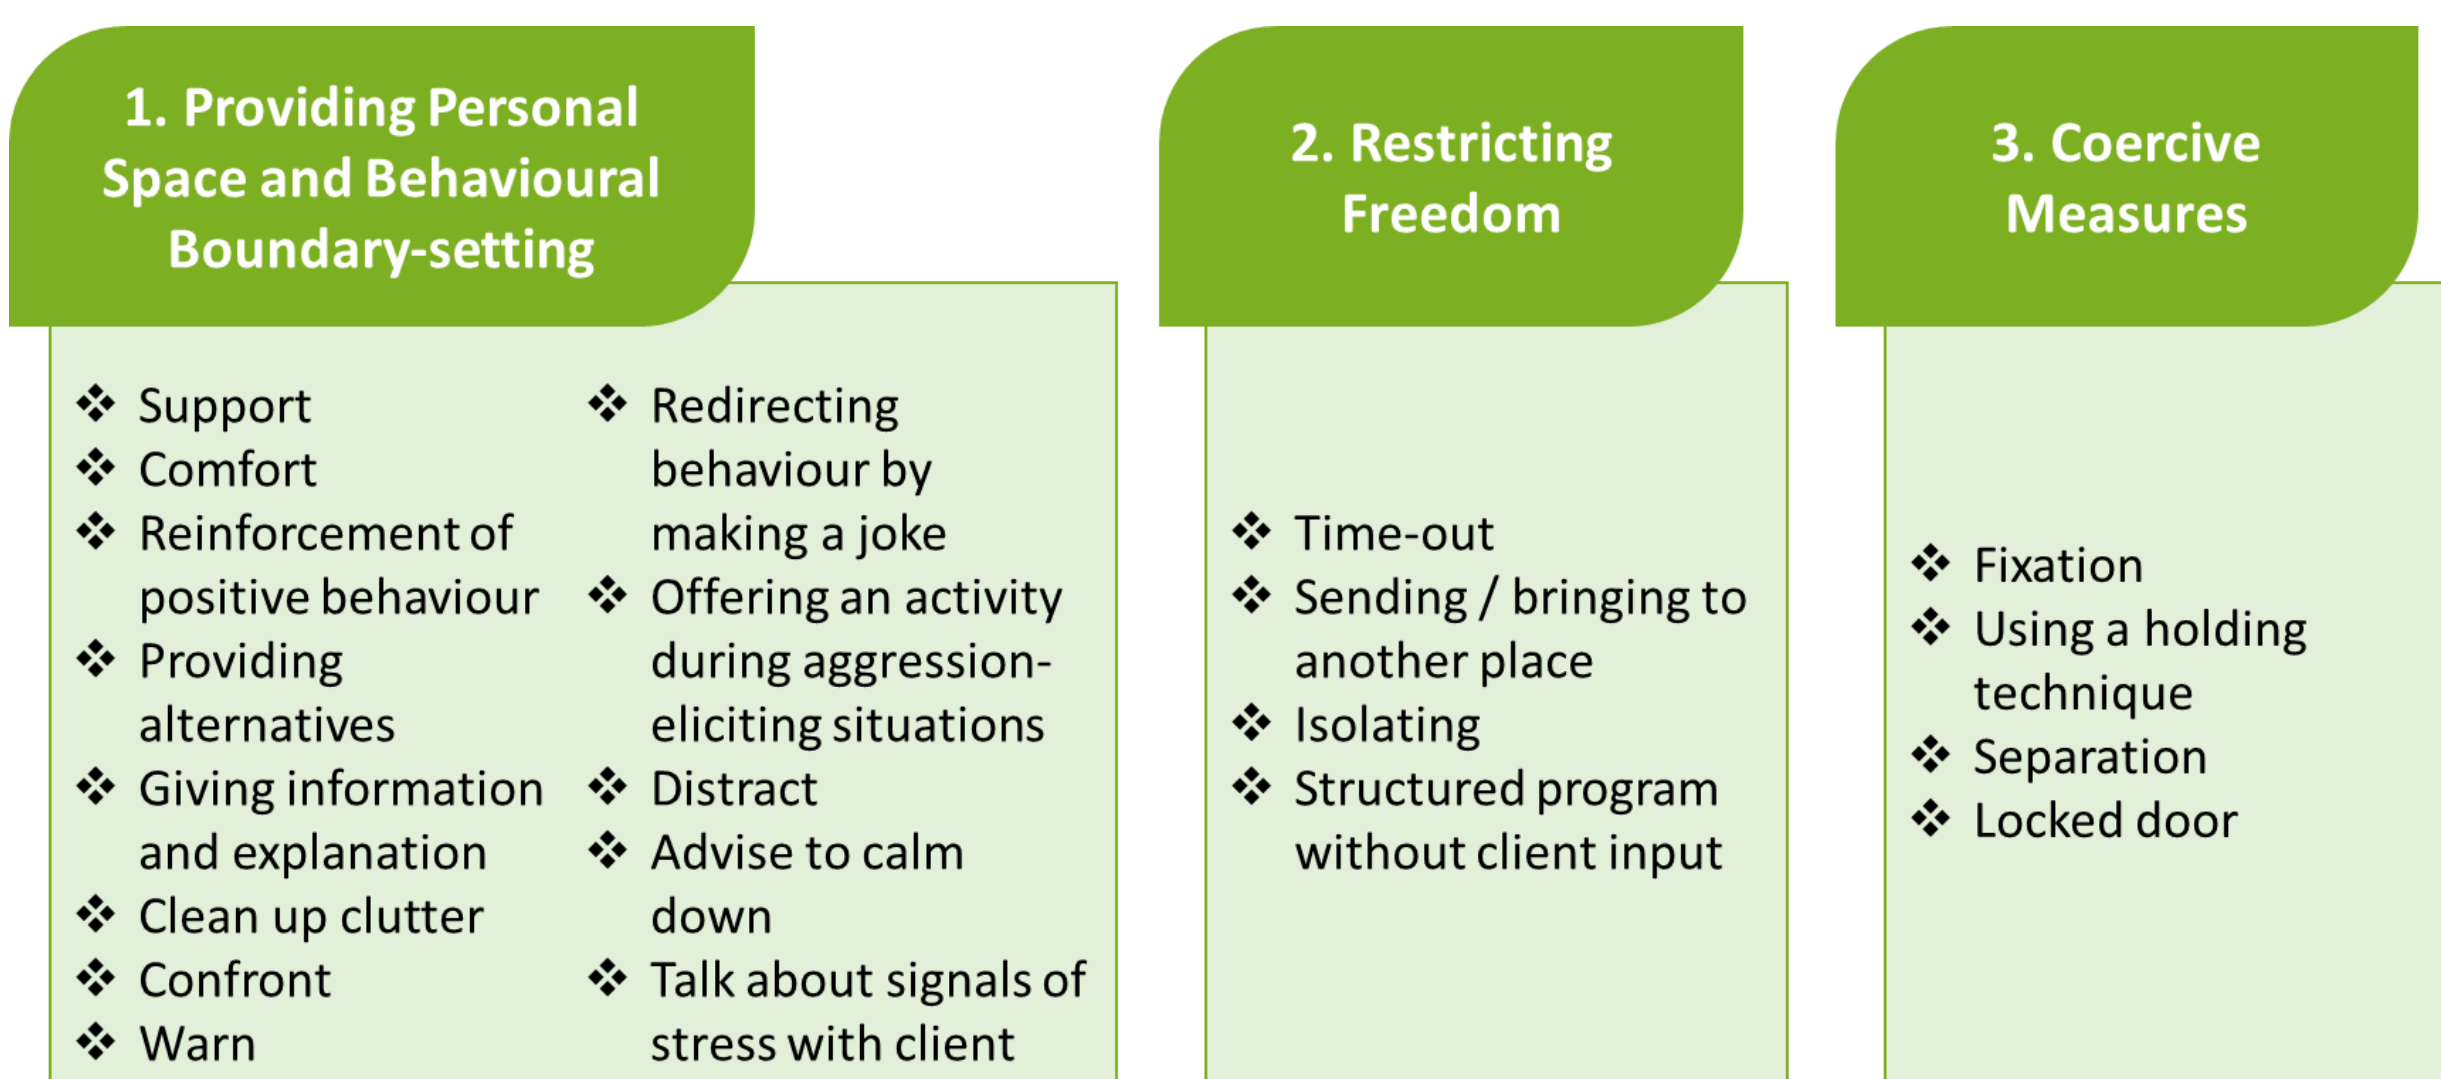 1. Providing Personal
Space and Behavioural
Boundary-setting
❖ Support
❖ Comfort
❖ Reinforcement of
positive behaviour
❖ Providing
alternatives
❖ Giving information
and explanation
❖ Clean up clutter
❖ Confront
❖ Warn
❖ Redirecting
behaviour by
making a joke
❖ Offering an activity
during aggression-
eliciting situations
❖ Distract
❖ Advise to calm
down
❖ Talk about signals of
stress with client
2. Restricting
Freedom
❖ Time-out
❖ Sending / bringing to
another place
❖ Isolating
❖ Structured program
without client input
3. Coercive
Measures
❖ Fixation
❖ Using a holding
technique
❖ Separation
❖ Locked door